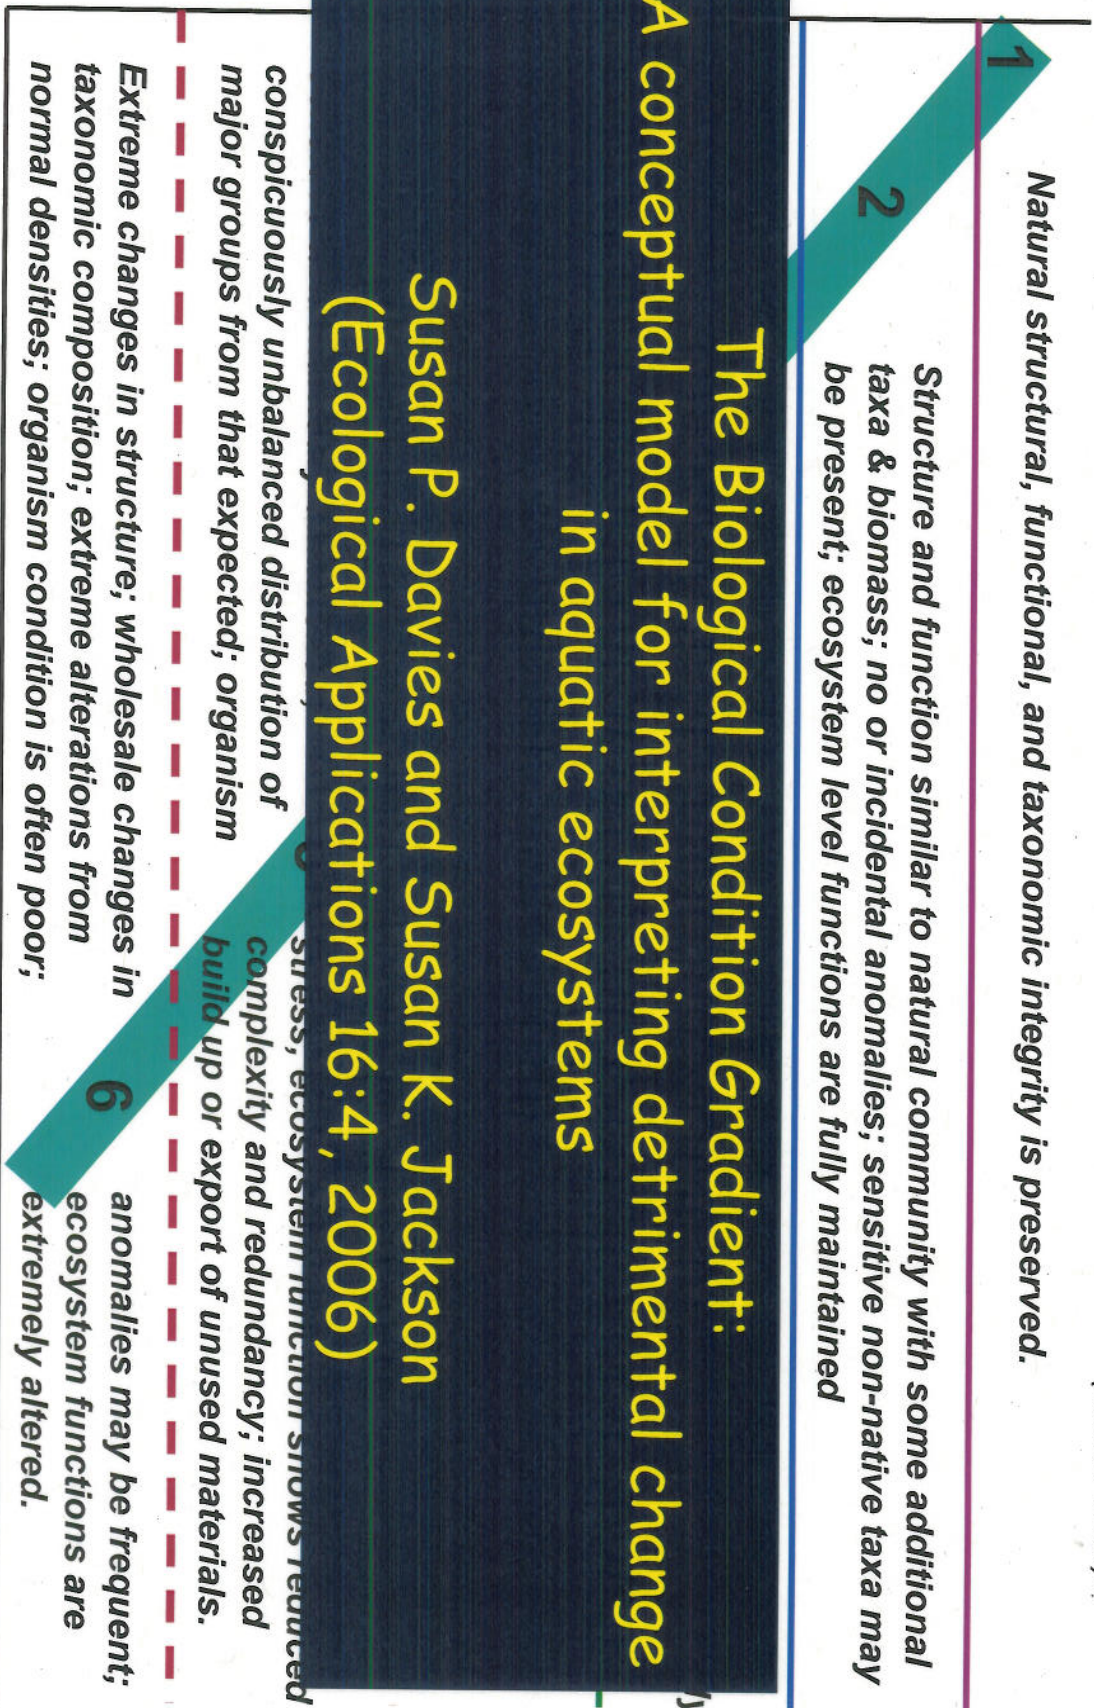 1
Natural structural, functional, and taxonomic integrity is preserved.
2
Structure and function similar to natural community with some additional
taxa & biomass; no or incidental anomalies; sensitive non-native taxa may
be present; ecosystem level functions are fully maintained
The Biological Condition Gradient:
A conceptual model for interpreting detrimental change
in aquatic ecosystems
Susan P. Davies and Susan K. Jackson
(Ecological Applications 16:4, 2006)
conspicuously unbalanced distribution of
major groups from that expected; organism
stress; ecosystem function shows reduced
complexity and redundancy; increased
build up or export of unused materials.
Extreme changes in structure; wholesale changes in
taxonomic composition; extreme alterations from
normal densities; organism condition is often poor;
6
anomalies may be frequent;
ecosystem functions are
extremely altered.